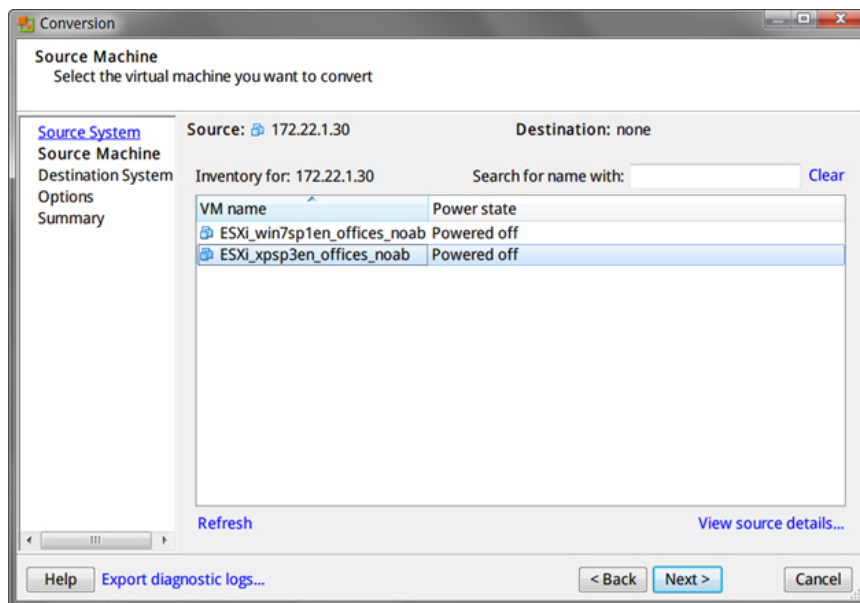 Conversion
Source Machine
Select the virtual machine you want to convert
Source System
Source Machine
Destination System
Options
Summary
Source: 172.22.1.30 Destination: none
Inventory for: 172.22.1.30 Search for name with: Clear
VM name Power state
ESXi_win7sp1en_offices_noab Powered off
ESXi_xpsp3en_offices_noab Powered off
Refresh View source details...
Help Export diagnostic logs... < Back Next > Cancel